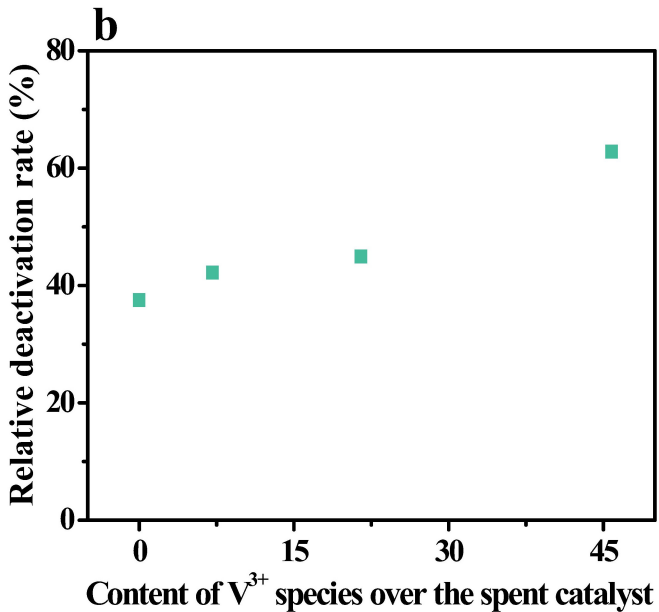 b
80
60
40
20
0
Relative deactivation rate (%)
0 15 30 45
Content of V³⁺ species over the spent catalyst